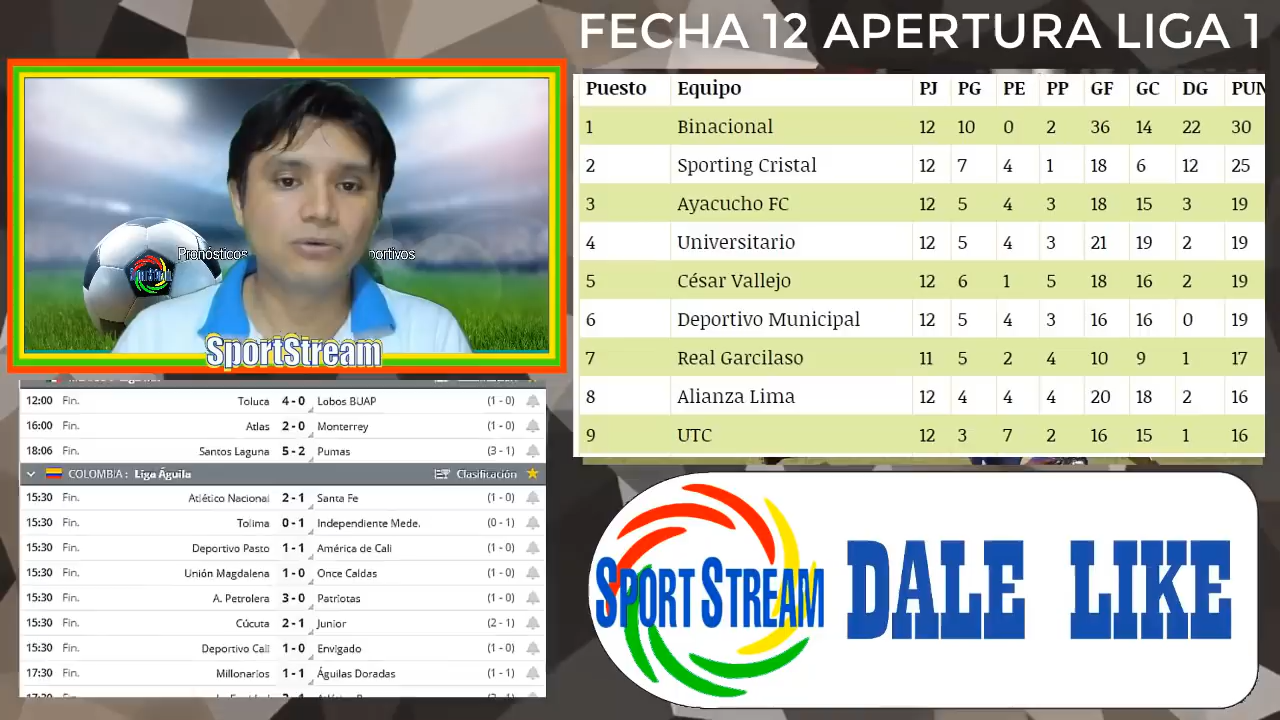 FECHA 12 APERTURA LIGA 1
Pronósticos
SportStream
Puesto Equipo PJ PG PE PP GF GC DG PUN
1 Binacional 12 10 0 2 36 14 22 30
2 Sporting Cristal 12 7 4 1 18 6 12 25
3 Ayacucho FC 12 5 4 3 18 15 3 19
4 Universitario 12 5 4 3 21 19 2 19
5 César Vallejo 12 6 1 5 18 16 2 19
6 Deportivo Municipal 12 5 4 3 16 16 0 19
7 Real Garcilaso 11 5 2 4 10 9 1 17
8 Alianza Lima 12 4 4 4 20 18 2 16
9 UTC 12 3 7 2 16 15 1 16
12:00 Fin. Toluca 4 - 0 Lobos BUAP (1 - 0)
16:00 Fin. Atlas 2 - 0 Monterrey (1 - 0)
18:06 Fin. Santos Laguna 5 - 2 Pumas (3 - 1)
COLOMBIA : Liga Águila Clasificación
15:30 Fin. Atlético Nacional 2 - 1 Santa Fe (1 - 0)
15:30 Fin. Tolima 0 - 1 Independiente Mede. (0 - 1)
15:30 Fin. Deportivo Pasto 1 - 1 América de Cali (1 - 0)
15:30 Fin. Unión Magdalena 1 - 0 Once Caldas (1 - 0)
15:30 Fin. A. Petrolera 3 - 0 Patriotas (1 - 0)
15:30 Fin. Cúcuta 2 - 1 Junior (2 - 1)
15:30 Fin. Deportivo Cali 1 - 0 Envigado (1 - 0)
17:30 Fin. Millonarios 1 - 1 Águilas Doradas (1 - 1)
SPORT STREAM
DALE LIKE